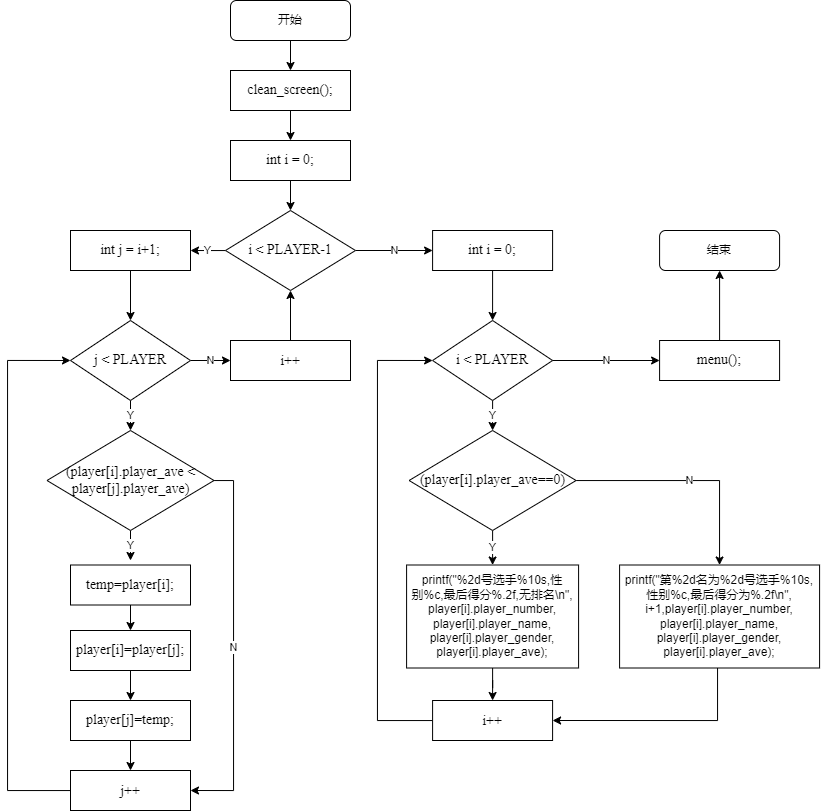 开始
clean_screen();
int i = 0;
int j = i+1;
Y
i < PLAYER-1
N
int i = 0;
结束
j < PLAYER
N
i++
i < PLAYER
N
menu();
Y
Y
(player[i].player_ave <
player[j].player_ave)
(player[i].player_ave==0)
N
Y
Y
temp=player[i];
player[i]=player[j];
N
player[j]=temp;
j++
printf("%2d号选手%10s,性
别%c,最后得分%.2f,无排名\n",
player[i].player_number,
player[i].player_name,
player[i].player_gender,
player[i].player_ave);
printf("第%2d名为%2d号选手%10s,
性别%c,最后得分为%.2f\n",
i+1,player[i].player_number,
player[i].player_name,
player[i].player_gender,
player[i].player_ave);
i++